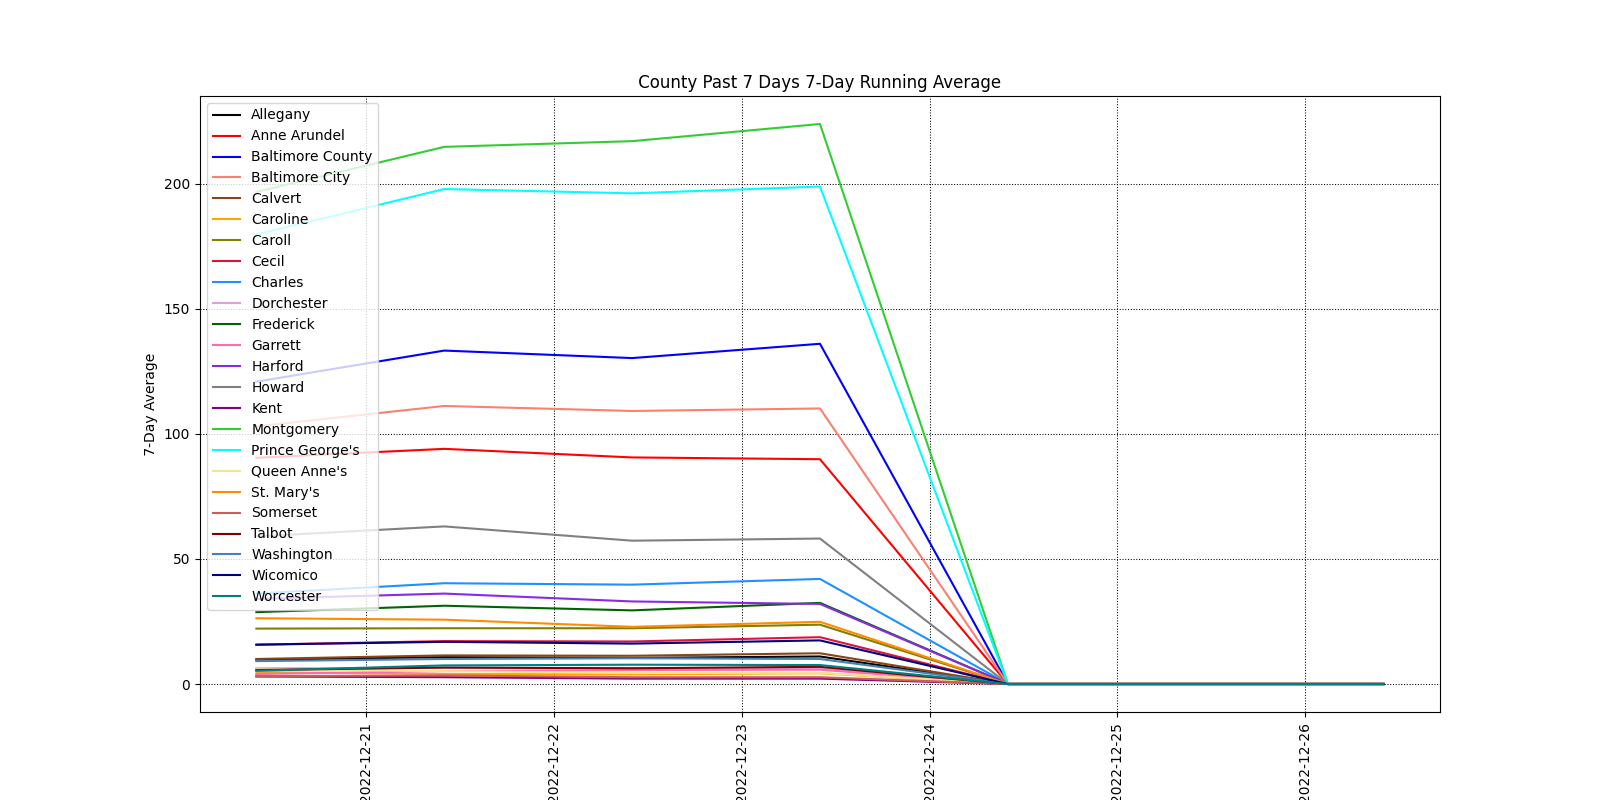 County Past 7 Days 7-Day Running Average
Allegany
Anne Arundel
Baltimore County
Baltimore City
Calvert
Caroline
Caroll
Cecil
Charles
Dorchester
Frederick
Garrett
Harford
Howard
Kent
Montgomery
Prince George's
Queen Anne's
St. Mary's
Somerset
Talbot
Washington
Wicomico
Worcester
7-Day Average
200
150
100
50
0
2022-12-21
2022-12-22
2022-12-23
2022-12-24
2022-12-25
2022-12-26